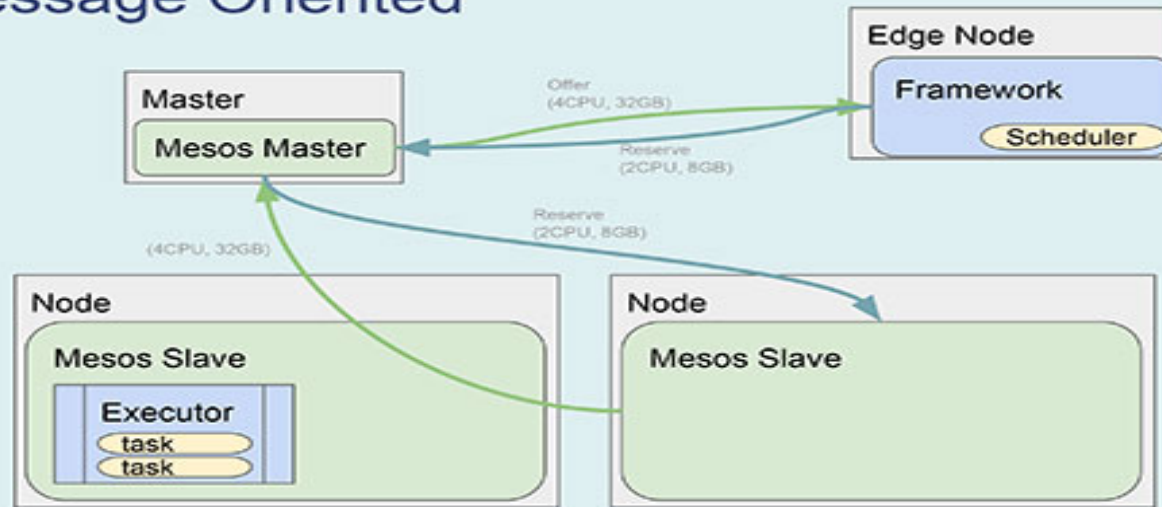 essage Oriented
Edge Node
Framework
Scheduler
Master
Mesos Master
Offer
(4CPU, 32GB)
Reserve
(2CPU, 8GB)
Reserve
(2CPU, 8GB)
(4CPU, 32GB)
Node
Mesos Slave
Executor
task
task
Node
Mesos Slave